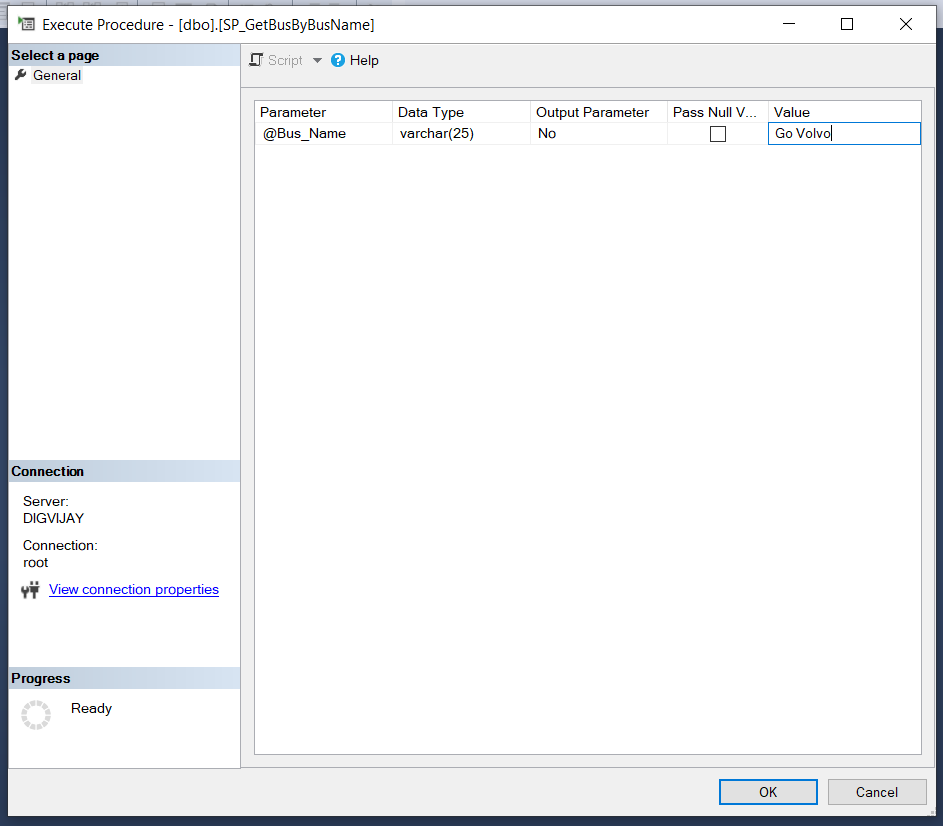 Execute Procedure - [dbo].[SP_GetBusByBusName]
Select a page
General
Script
Help
Parameter Data Type Output Parameter Pass Null V... Value
@Bus_Name varchar(25) No Go Volvo
Connection
Server:
DIGVIJAY
Connection:
root
View connection properties
Progress
Ready
OK
Cancel